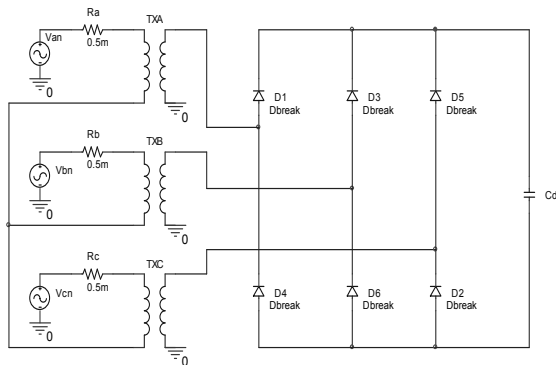 Ra
TXA
Van
0.5m
0
0
D1
Dbreak
D3
Dbreak
D5
Dbreak
Rb
TXB
Vbn
0.5m
0
0
Cd
Rc
TXC
Vcn
0.5m
0
0
D4
Dbreak
D6
Dbreak
D2
Dbreak